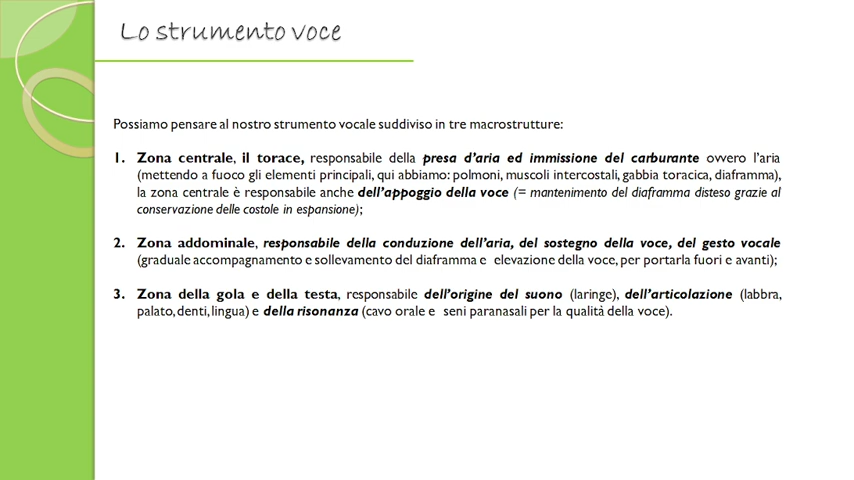 Lo strumento voce
Possiamo pensare al nostro strumento vocale suddiviso in tre macrostrutture:
1. Zona centrale, il torace, responsabile della presa d'aria ed immissione del carburante ovvero l'aria
(mettendo a fuoco gli elementi principali, qui abbiamo: polmoni, muscoli intercostali, gabbia toracica, diaframma),
la zona centrale è responsabile anche dell'appoggio della voce (= mantenimento del diaframma disteso grazie al
conservazione delle costole in espansione);
2. Zona addominale, responsabile della conduzione dell'aria, del sostegno della voce, del gesto vocale
(graduale accompagnamento e sollevamento del diaframma e elevazione della voce, per portarla fuori e avanti);
3. Zona della gola e della testa, responsabile dell'origine del suono (laringe), dell'articolazione (labbra,
palato, denti, lingua) e della risonanza (cavo orale e seni paranasali per la qualità della voce).